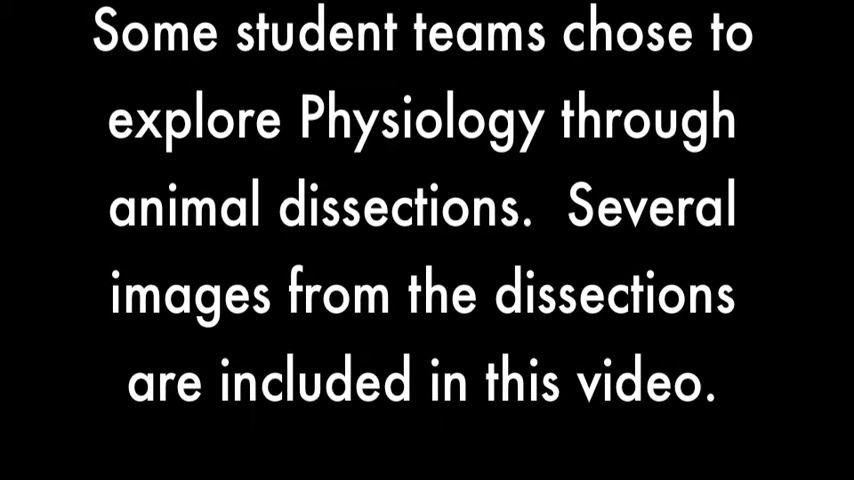 Some student teams chose to
explore Physiology through
animal dissections.  Several
images from the dissections
are included in this video.